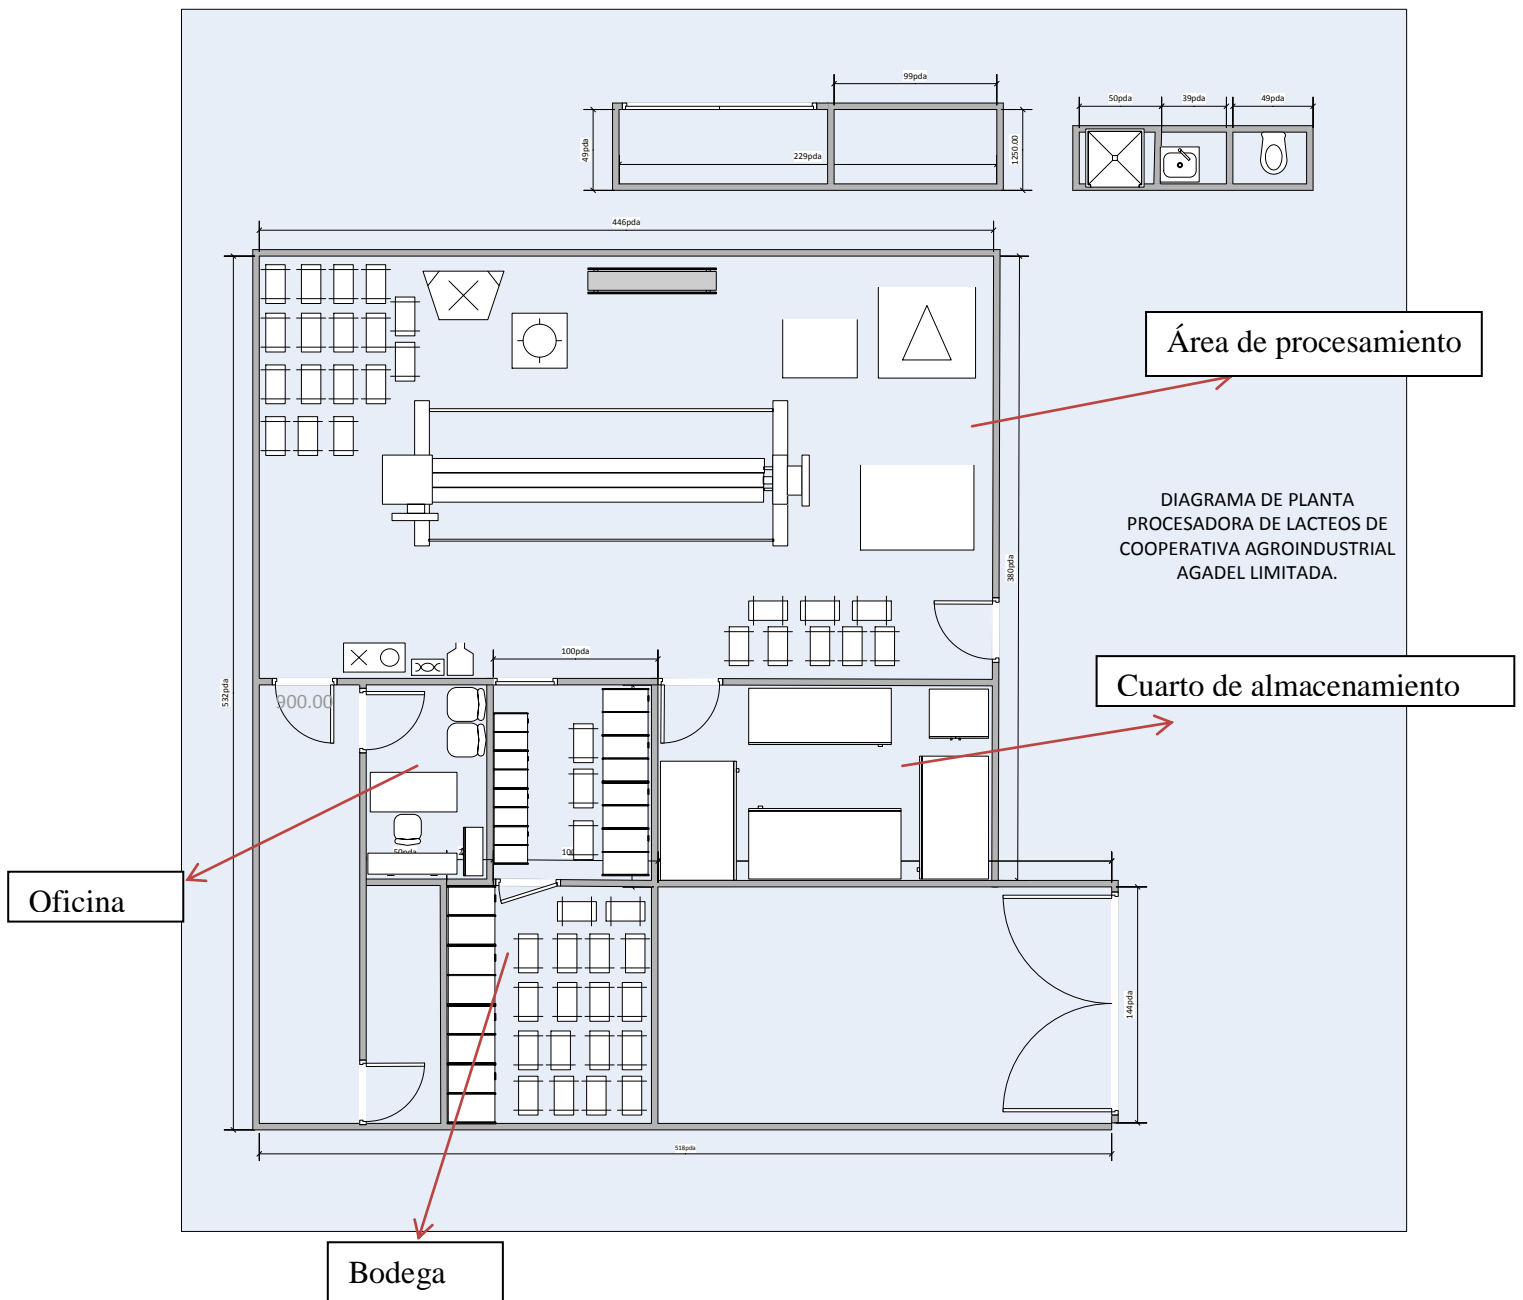 99pda
50pda
39pda
49pda
49pda
229pda
1250.00
446pda
Área de procesamiento
DIAGRAMA DE PLANTA
PROCESADORA DE LACTEOS DE
COOPERATIVA AGROINDUSTRIAL
AGADEL LIMITADA.
380pda
532pda
100pda
900.00
Cuarto de almacenamiento
50pda
Oficina
144pda
518pda
Bodega